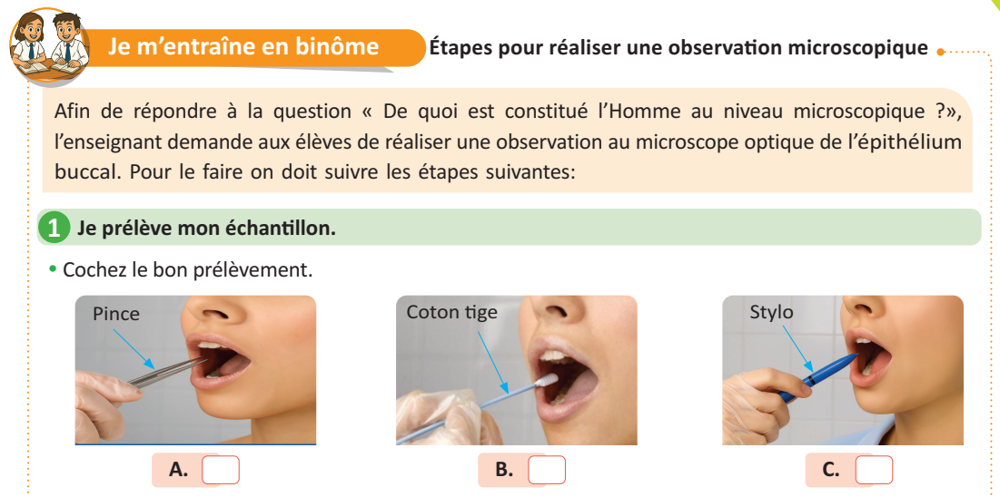 Je m’entraîne en binôme
Étapes pour réaliser une observation microscopique
Afin de répondre à la question « De quoi est constitué l’Homme au niveau microscopique ?»,
l’enseignant demande aux élèves de réaliser une observation au microscope optique de l’épithélium
buccal. Pour le faire on doit suivre les étapes suivantes:
1 Je prélève mon échantillon.
• Cochez le bon prélèvement.
Pince
Coton tige
Stylo
A.
B.
C.